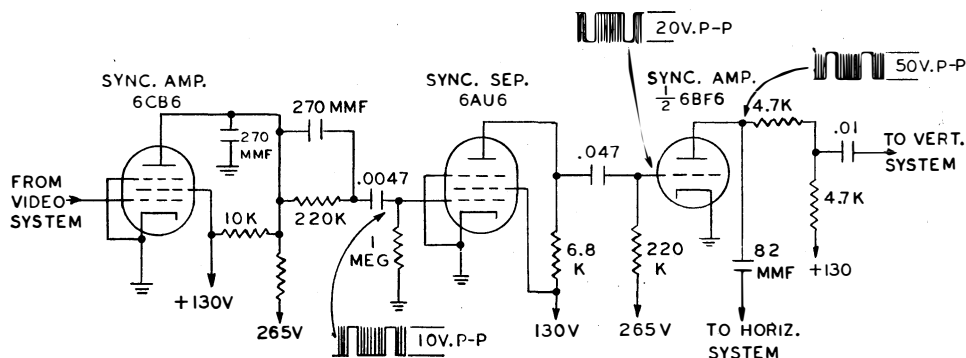 20V.P-P
50V.P-P
SYNC. AMP.
6CB6
SYNC. SEP.
6AU6
SYNC. AMP.
1/2 6BF6
270 MMF
270
MMF
4.7K
.01
TO VERT.
SYSTEM
FROM
VIDEO
SYSTEM
.0047
.047
10K
220K
1
MEG
6.8
K
220
K
82
MMF
4.7K
+130
+130V
265V
130V
265V
10V.P-P
TO HORIZ.
SYSTEM